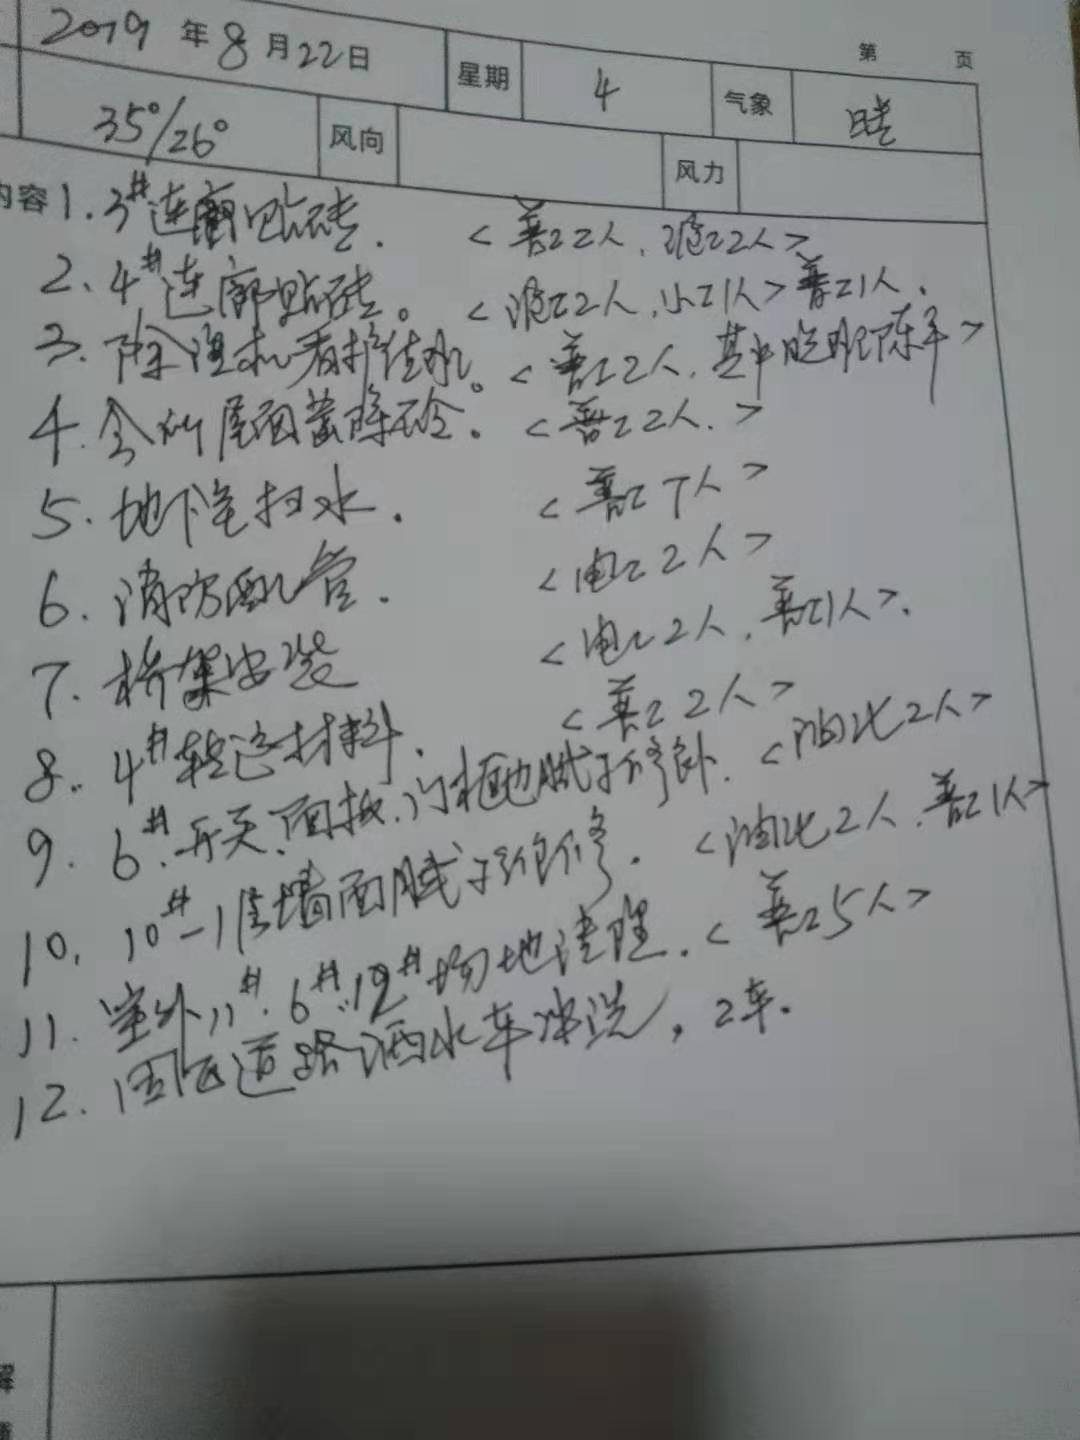 第 页
2019 年 8 月 22 日 星期 4 气象 晴
35°/26° 风向 风力
内容 1. 3#连廊贴砖. <普工2人, 泥工2人>
2. 4#连廊贴砖。 <泥工2人, 小工1人> 普工1人.
3. 除湿机看护结水。 <普工2人, 其中晚班陈平>
4. 会所屋面凿除砼。 <普工2人.>
5. 地下室扫水. <普工7人>
6. 消防配管. <电工2人>
7. 桥架安装 <电工2人, 普工1人>.
8. 4#转运材料. <普工2人>
9. 6#.开关.面板.门框边腻子修补. <油工2人>
10. 10#-1层墙面腻子维修. <油工2人. 普工1人>
11. 室外11#.6#.12#场地清理. <普工5人>
12. 园区道路洒水车冲洗, 2车.